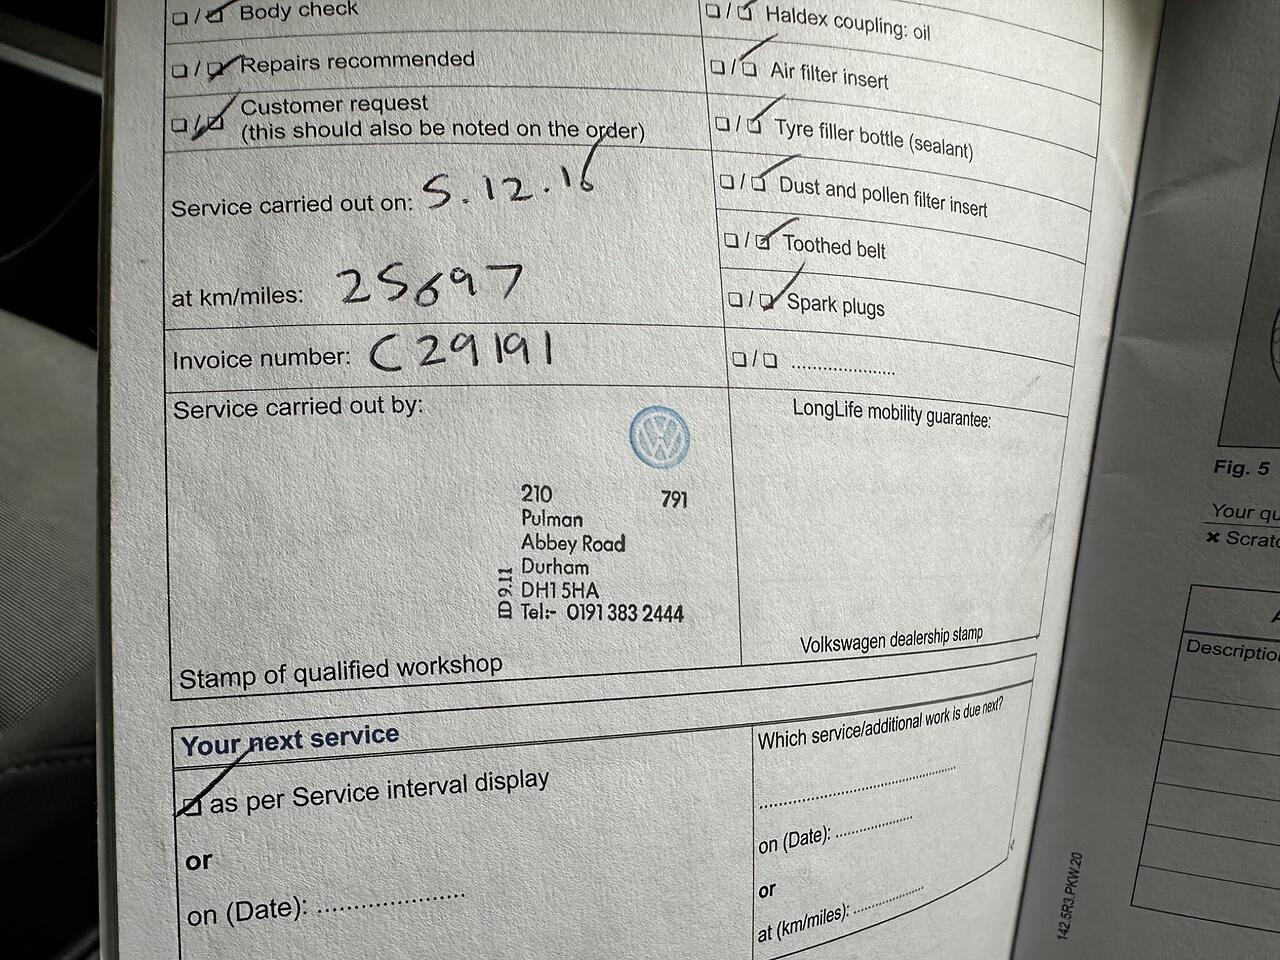 Body check
Repairs recommended
Customer request
(this should also be noted on the order)
Service carried out on: 5.12.16
at km/miles: 25697
Invoice number: C29191
Service carried out by:
210 791
Pulman
Abbey Road
Durham
DH1 5HA
Tel:- 0191 383 2444
ID 9.11
Stamp of qualified workshop
Haldex coupling: oil
Air filter insert
Tyre filler bottle (sealant)
Dust and pollen filter insert
Toothed belt
Spark plugs
....................
LongLife mobility guarantee:
Volkswagen dealership stamp
Your next service
as per Service interval display
or
on (Date): ....................
Which service/additional work is due next?
........................................
on (Date): ................
or
at (km/miles): ................
142.5R3.PKW.20
Fig. 5
Your qu
× Scratc
Descriptio